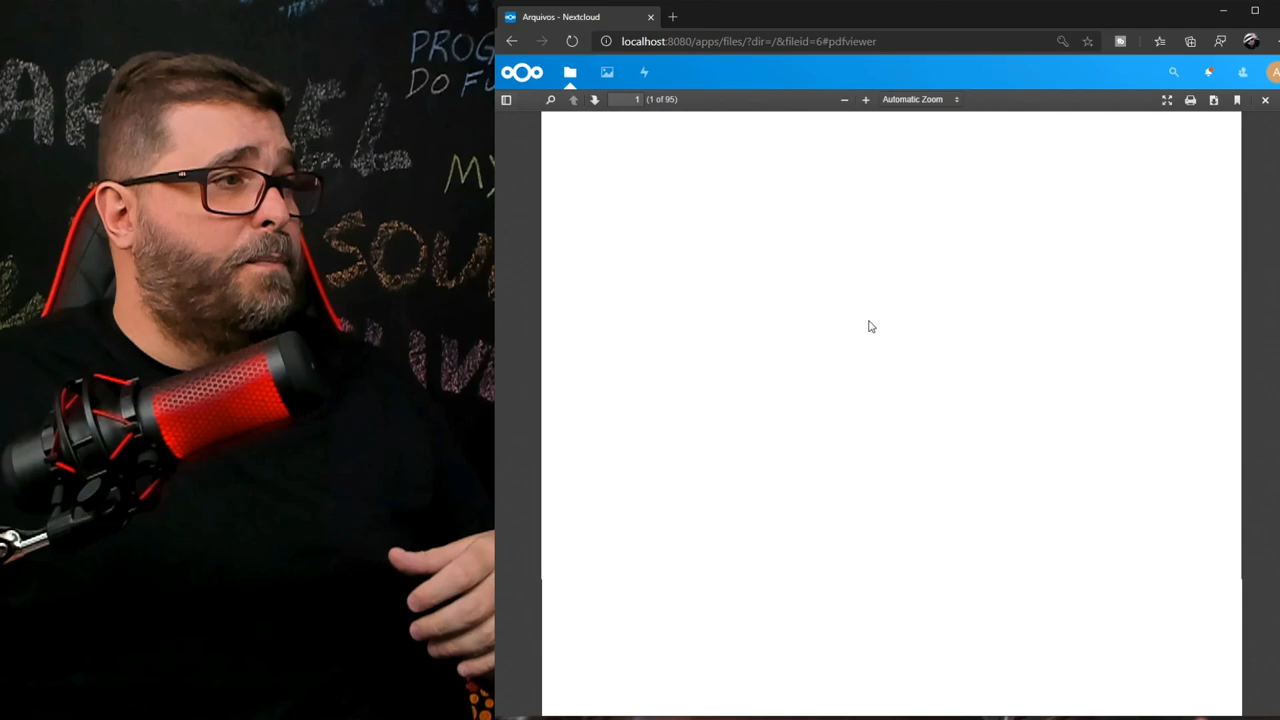 PROG
DO FU
MY
SOU
LIVE
Arquivos - Nextcloud
localhost:8080/apps/files/?dir=/&fileid=6#pdfviewer
A
1 (1 of 95)
Automatic Zoom